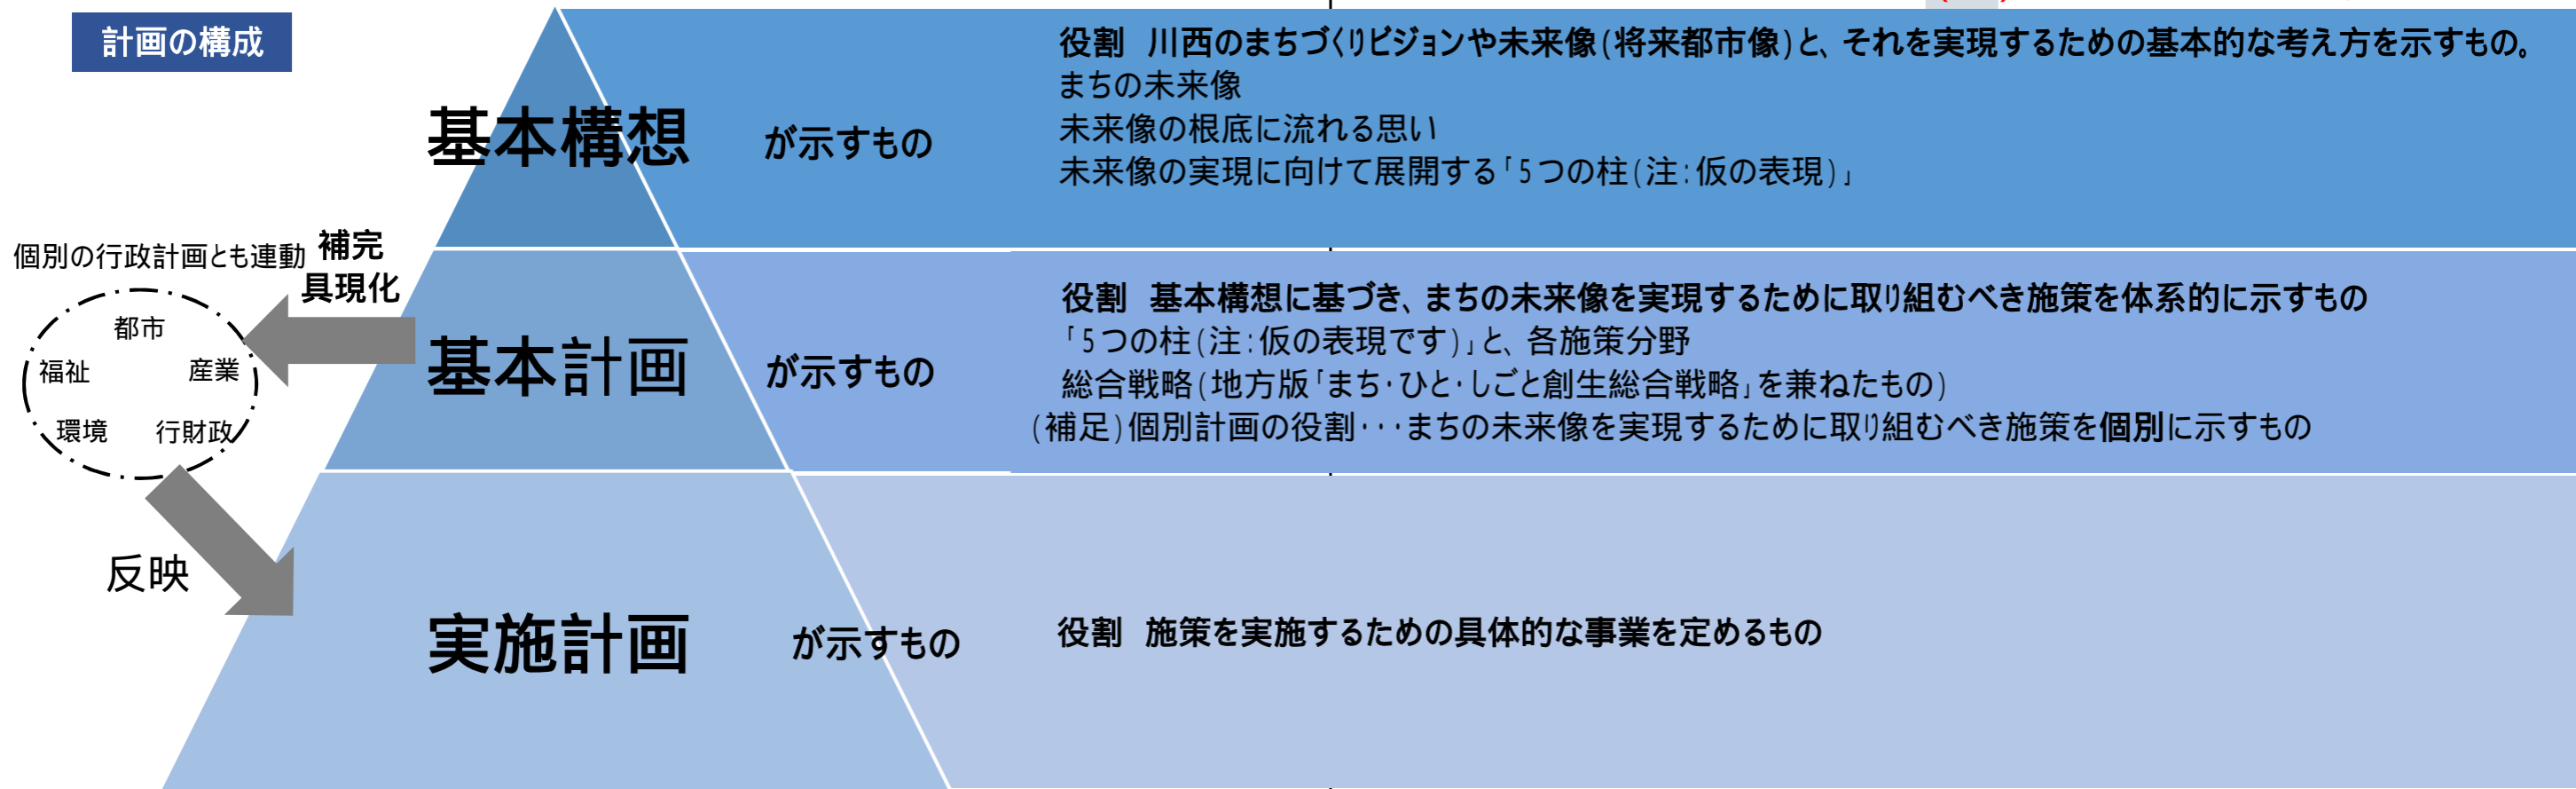 計画の構成
基本構想
が示すもの
役割 川西のまちづくりビジョンや未来像(将来都市像)と、それを実現するための基本的な考え方を示すもの。
まちの未来像
未来像の根底に流れる思い
未来像の実現に向けて展開する「5つの柱(注:仮の表現)」
個別の行政計画とも連動
補完
具現化
都市
福祉
産業
環境
行財政
反映
基本計画
が示すもの
役割 基本構想に基づき、まちの未来像を実現するために取り組むべき施策を体系的に示すもの
「5つの柱(注:仮の表現です)」と、各施策分野
総合戦略(地方版「まち・ひと・しごと創生総合戦略」を兼ねたもの)
(補足)個別計画の役割・・・まちの未来像を実現するために取り組むべき施策を個別に示すもの
実施計画
が示すもの
役割 施策を実施するための具体的な事業を定めるもの